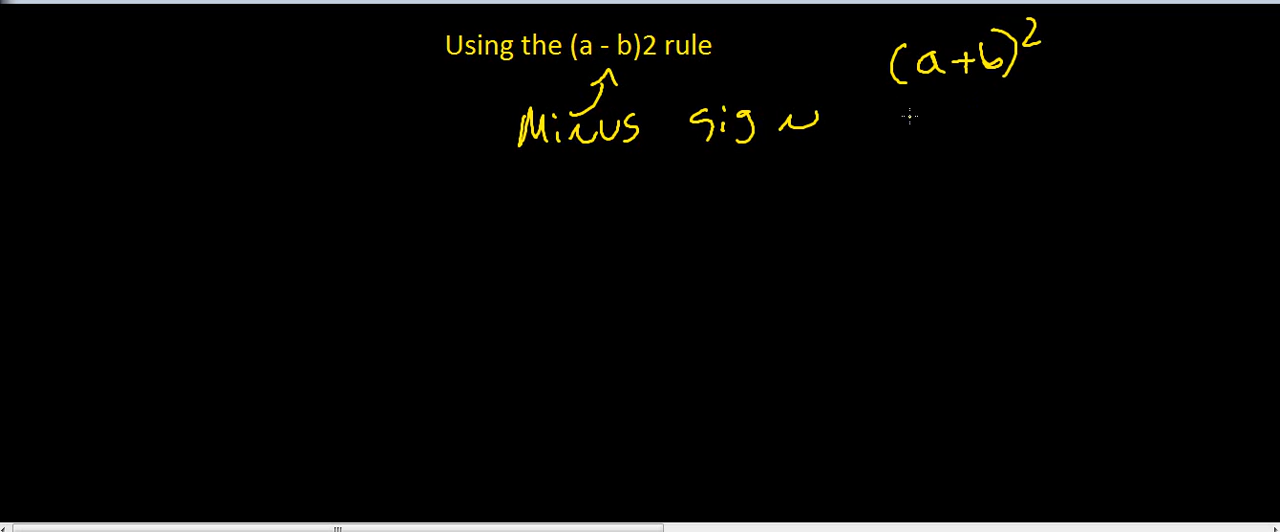 Using the (a - b)2 rule
(a+b)²
Minus sign